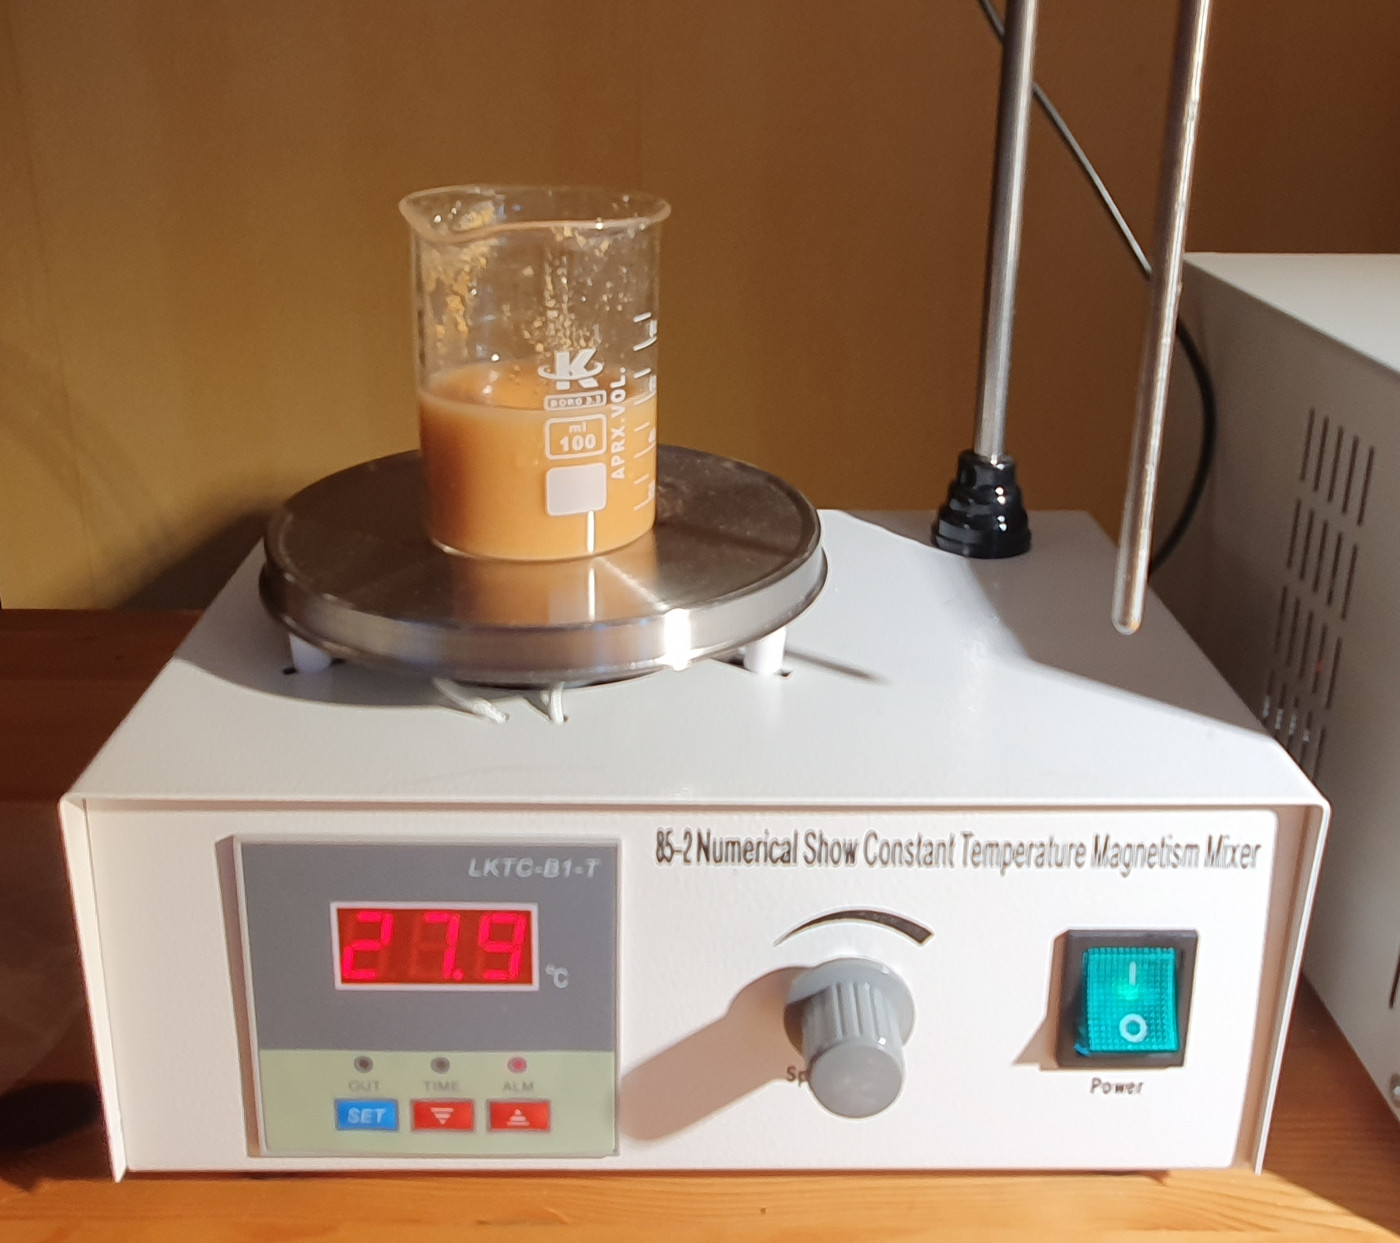 K
BORO 3.3
ml
100
APRX.VOL.
85-2 Numerical Show Constant Temperature Magnetism Mixer
LKTC-B1-T
27.9
°C
OUT
TIME
ALM
SET
Power